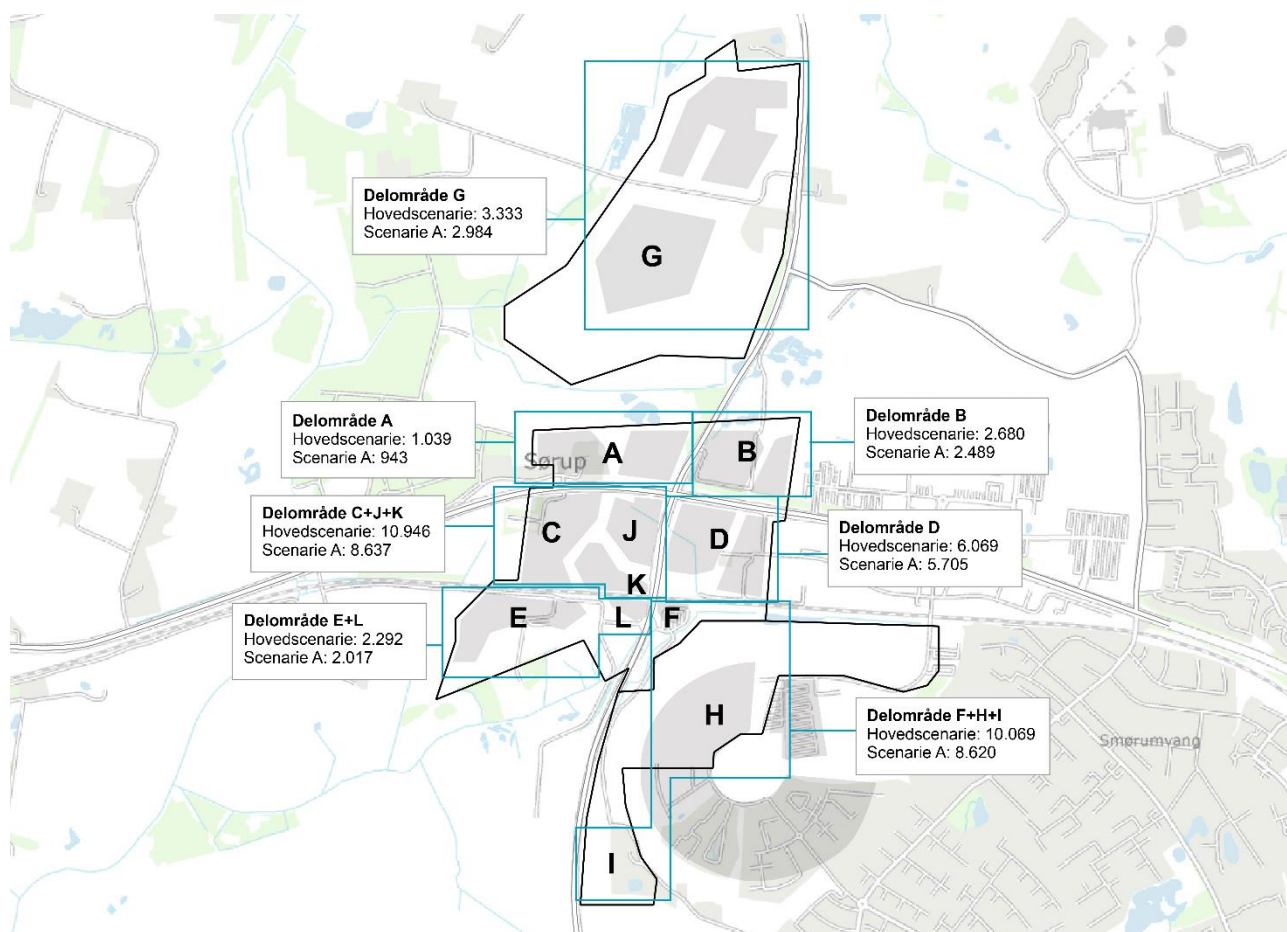 Delområde G
Hovedscenarie: 3.333
Scenarie A: 2.984
G
Delområde A
Hovedscenarie: 1.039
Scenarie A: 943
Delområde B
Hovedscenarie: 2.680
Scenarie A: 2.489
A
B
Sørup
Delområde C+J+K
Hovedscenarie: 10.946
Scenarie A: 8.637
C
J
D
K
Delområde D
Hovedscenarie: 6.069
Scenarie A: 5.705
Delområde E+L
Hovedscenarie: 2.292
Scenarie A: 2.017
E
L
F
H
Delområde F+H+I
Hovedscenarie: 10.069
Scenarie A: 8.620
Smørumvang
I